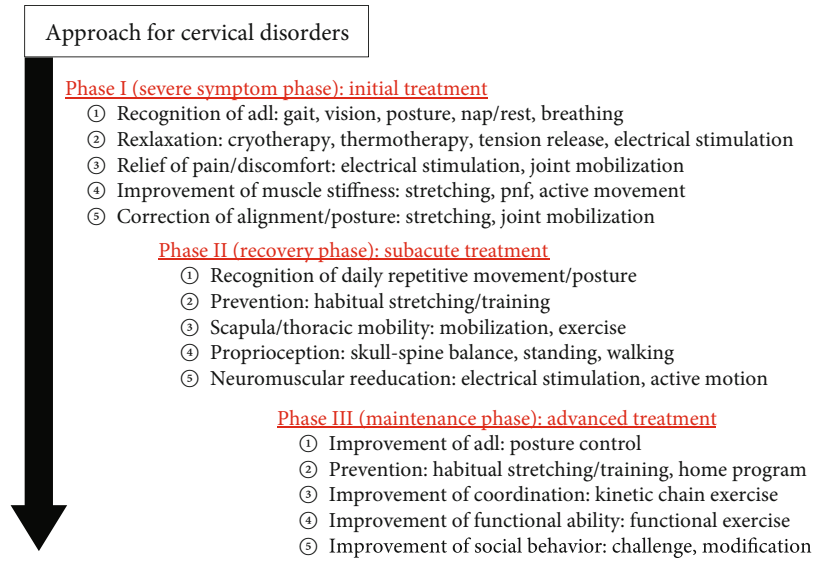 Approach for cervical disorders
Phase I (severe symptom phase): initial treatment
① Recognition of adl: gait, vision, posture, nap/rest, breathing
② Rexlaxation: cryotherapy, thermotherapy, tension release, electrical stimulation
③ Relief of pain/discomfort: electrical stimulation, joint mobilization
④ Improvement of muscle stiffness: stretching, pnf, active movement
⑤ Correction of alignment/posture: stretching, joint mobilization
Phase II (recovery phase): subacute treatment
① Recognition of daily repetitive movement/posture
② Prevention: habitual stretching/training
③ Scapula/thoracic mobility: mobilization, exercise
④ Proprioception: skull-spine balance, standing, walking
⑤ Neuromuscular reeducation: electrical stimulation, active motion
Phase III (maintenance phase): advanced treatment
① Improvement of adl: posture control
② Prevention: habitual stretching/training, home program
③ Improvement of coordination: kinetic chain exercise
④ Improvement of functional ability: functional exercise
⑤ Improvement of social behavior: challenge, modification